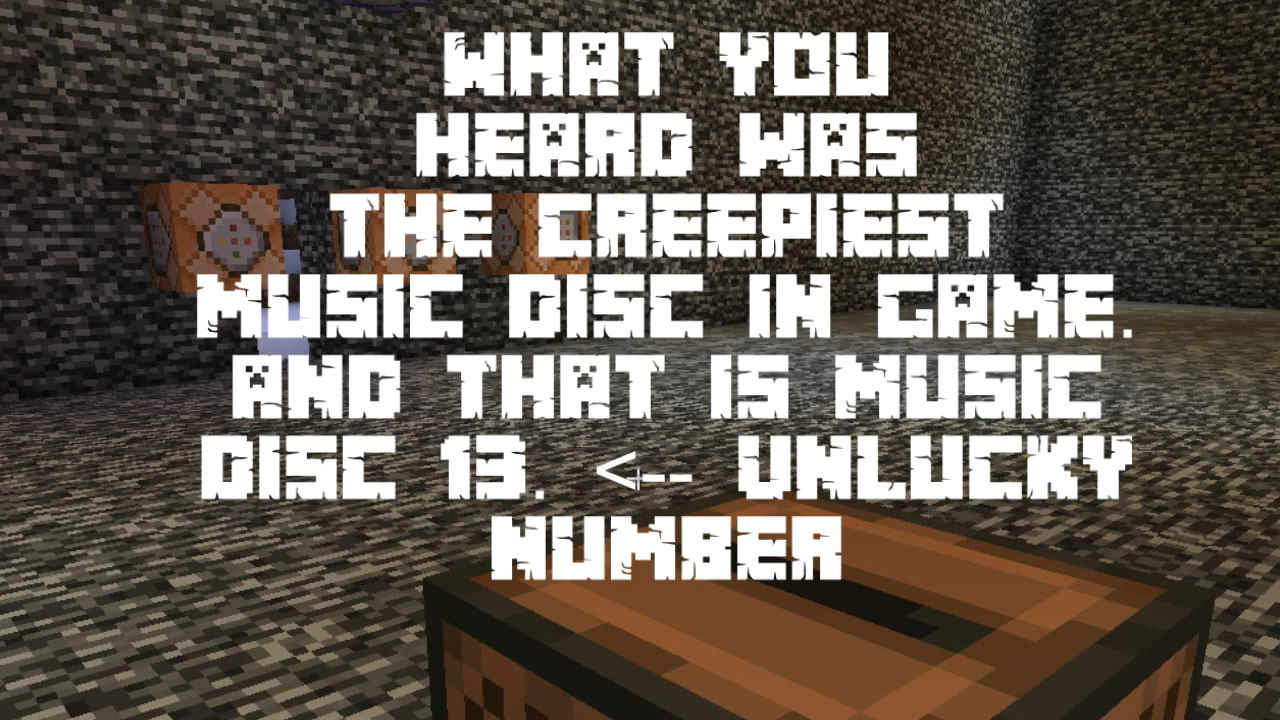 WHAT YOU
HEARD WAS
THE CREEPIEST
MUSIC DISC IN GAME.
AND THAT IS MUSIC
DISC 13. <-- UNLUCKY
NUMBER